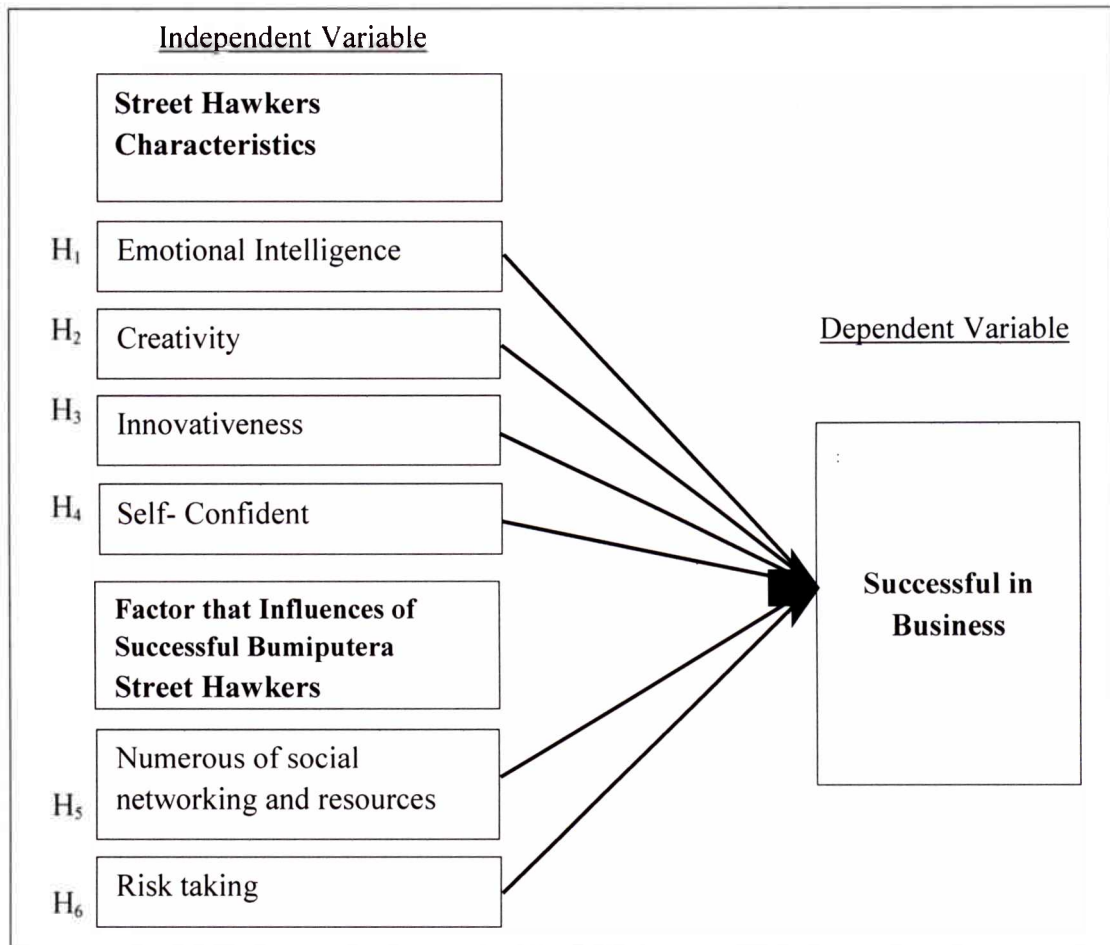 Independent Variable
Street Hawkers
Characteristics
H₁ Emotional Intelligence
H₂ Creativity
H₃ Innovativeness
H₄ Self- Confident
Factor that Influences of
Successful Bumiputera
Street Hawkers
Numerous of social
H₅ networking and resources
H₆ Risk taking
Dependent Variable
Successful in
Business